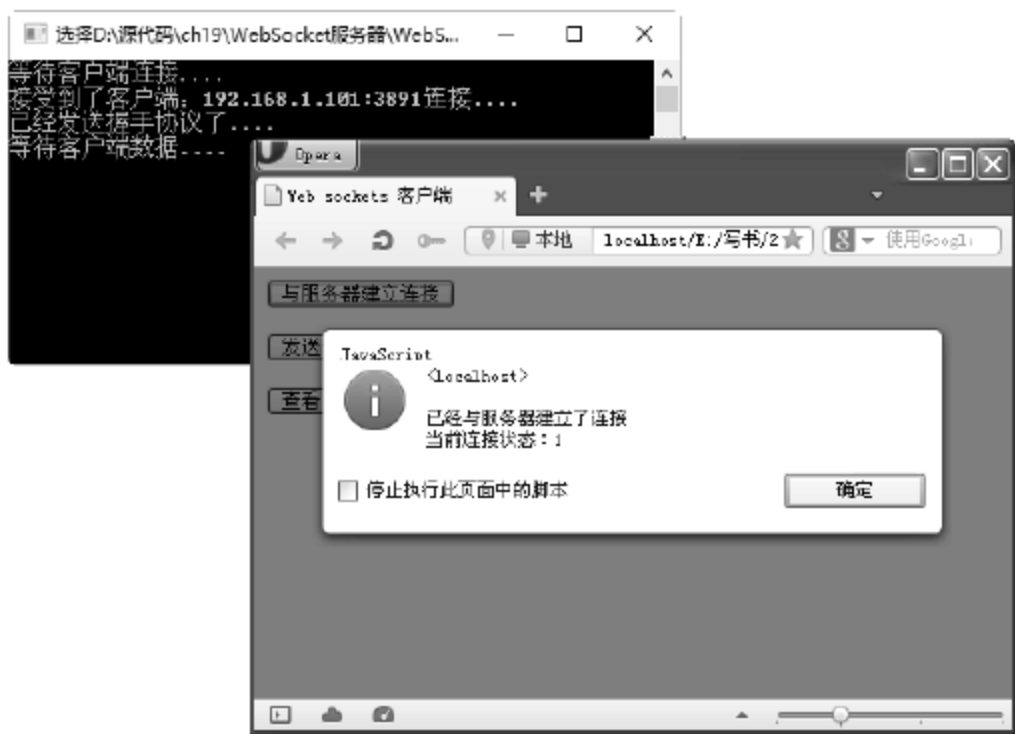 选择D:\源代码\ch19\WebSocket服务器\WebS...
等待客户端连接....
接受到了客户端：192.168.1.101:3891连接....
已经发送握手协议了....
等待客户端数据....
Opera
Web sockets 客户端
本地
localhost/E:/写书/2
使用Googl
与服务器建立连接
发送
查看
JavaScript
<localhost>
已经与服务器建立了连接
当前连接状态：1
停止执行此页面中的脚本
确定